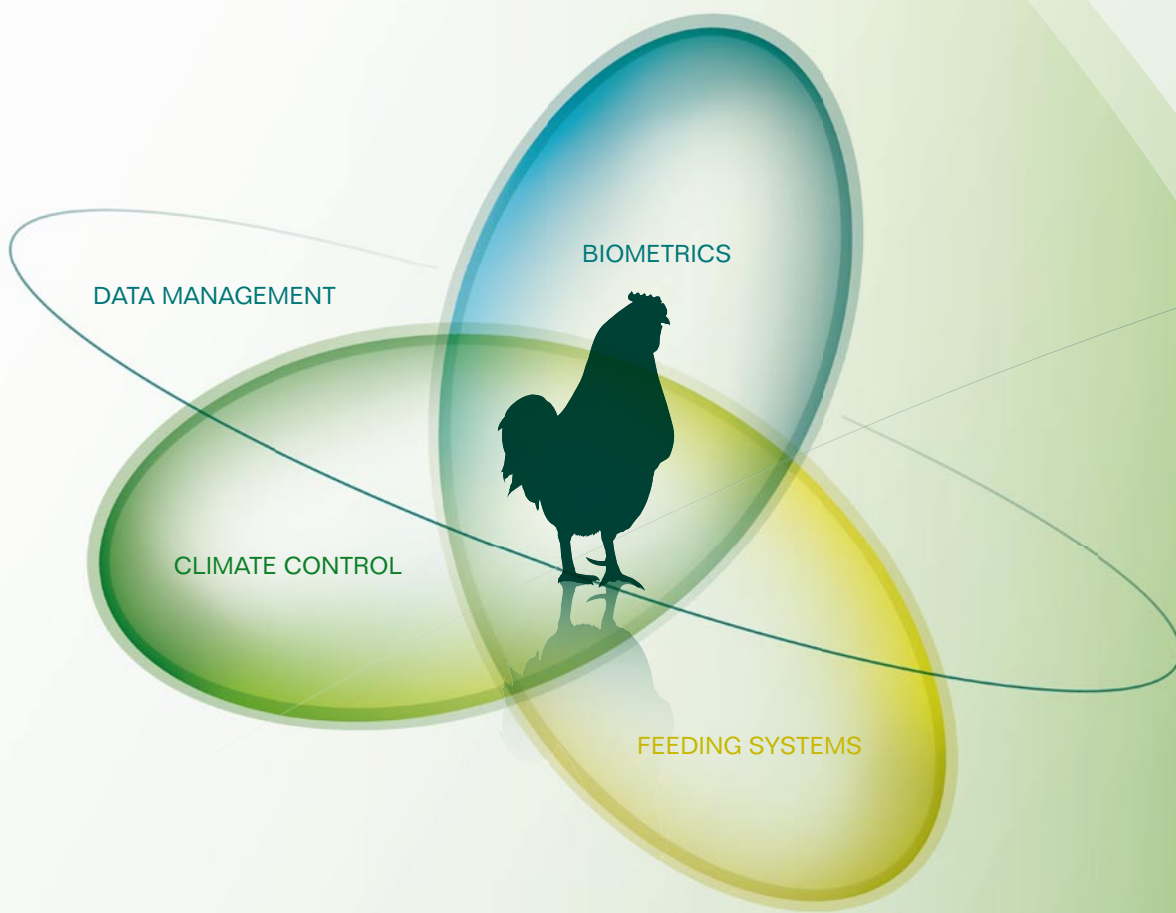 BIOMETRICS
DATA MANAGEMENT
CLIMATE CONTROL
FEEDING SYSTEMS